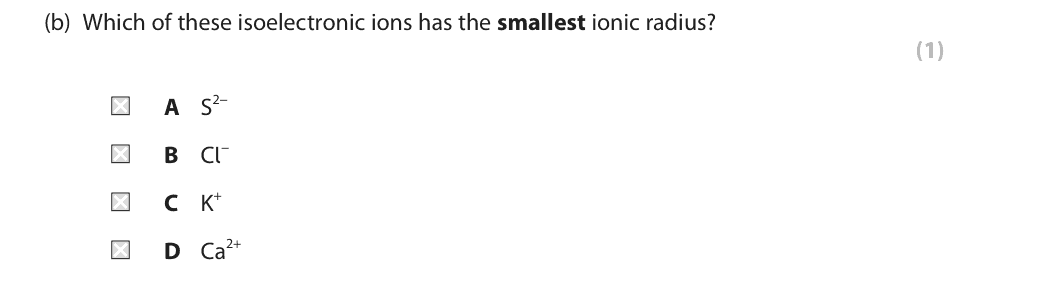 (b) Which of these isoelectronic ions has the smallest ionic radius?
(1)
A S²⁻
B Cl⁻
C K⁺
D Ca²⁺